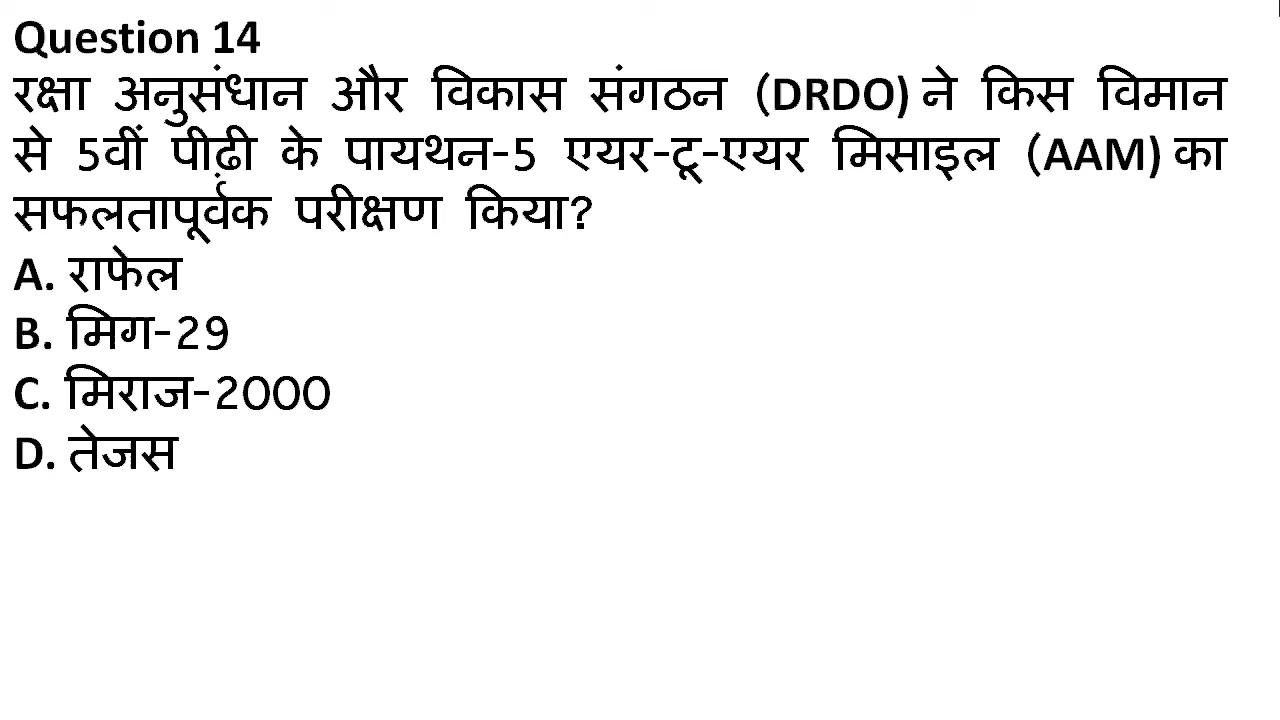 Question 14
रक्षा अनुसंधान और विकास संगठन (DRDO) ने किस विमान
से 5वीं पीढ़ी के पायथन-5 एयर-टू-एयर मिसाइल (AAM) का
सफलतापूर्वक परीक्षण किया?
A. राफेल
B. मिग-29
C. मिराज-2000
D. तेजस